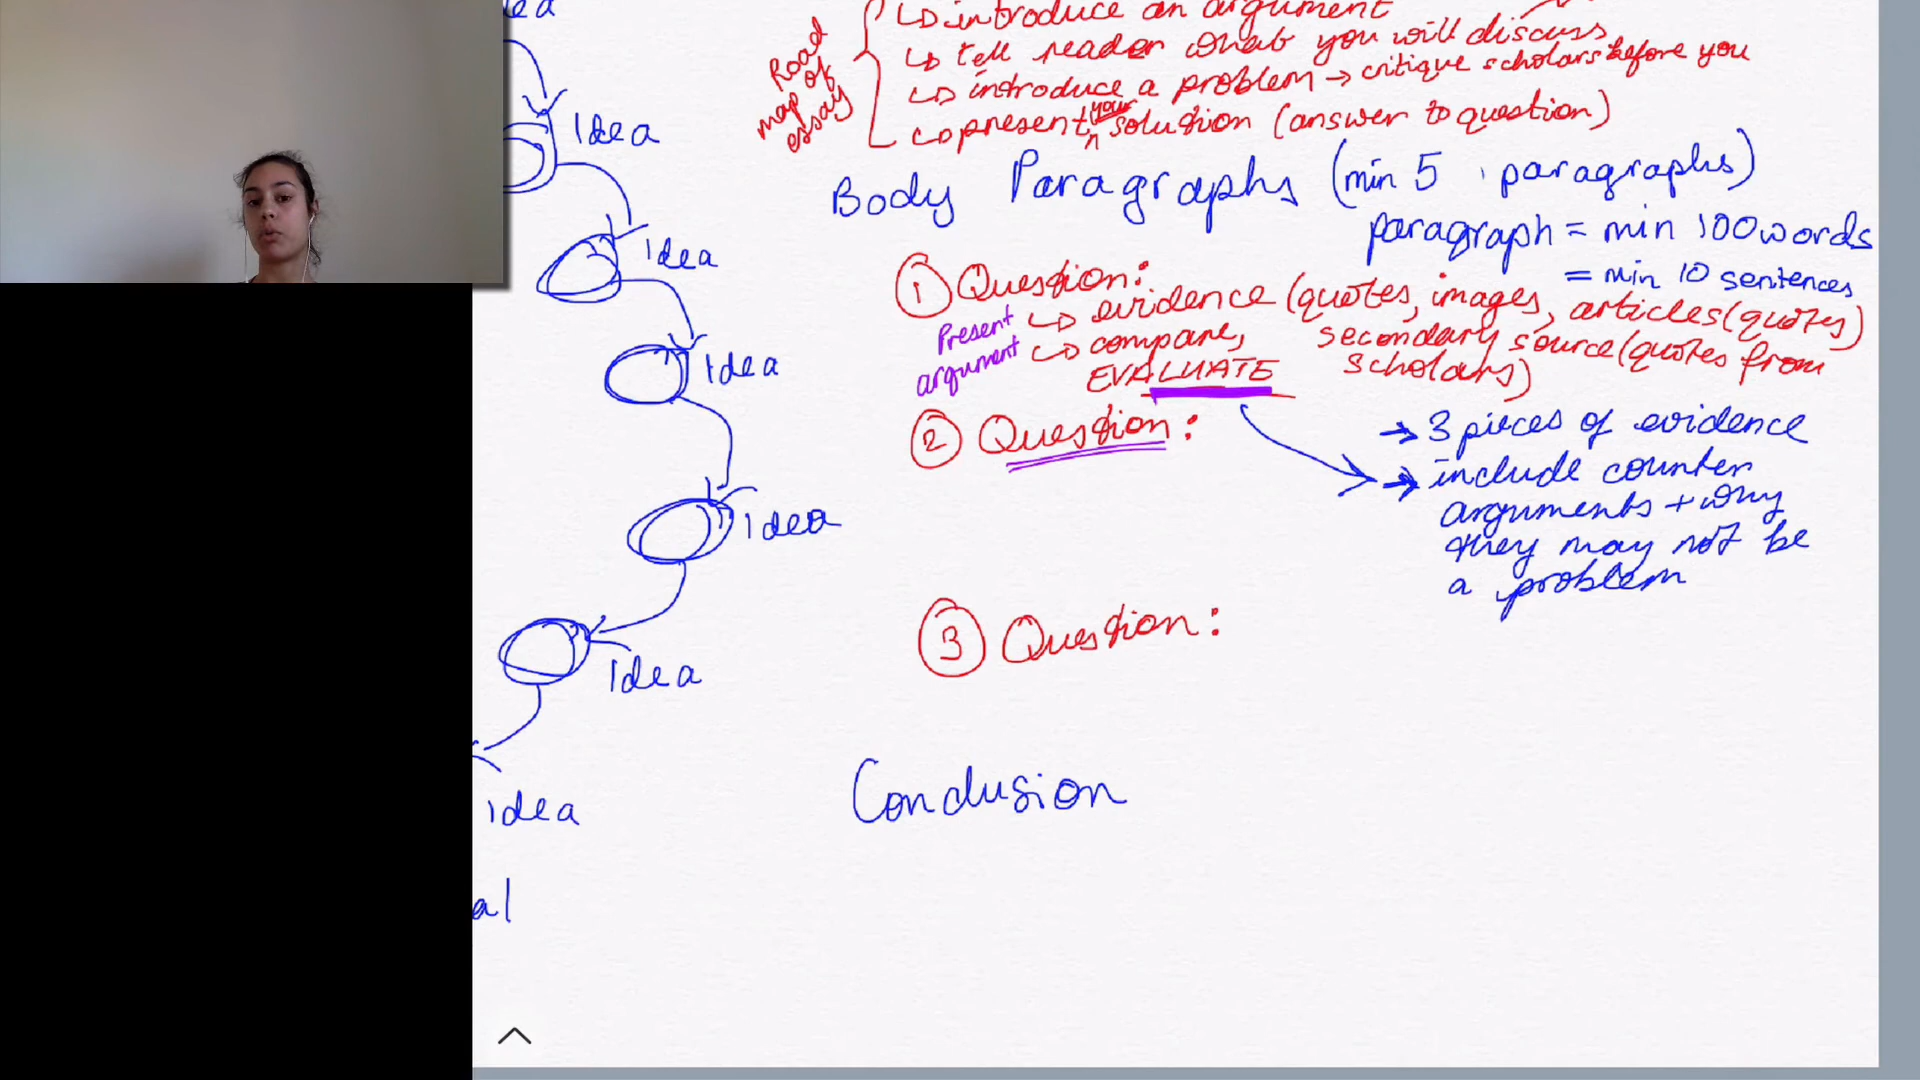 dea
Idea
Idea
Idea
Idea
Idea
idea
al
Road
map of
essay
↳ introduce an argument
↳ tell reader what you will discuss
↳ introduce a problem → critique scholars before you
↳ present your solution (answer to question)
Body Paragraphs (min 5 paragraphs)
paragraph = min 100 words
= min 10 sentences
① Question:
Present
argument
↳ evidence (quotes, images, articles (quotes)
secondary source (quotes from
scholars)
↳ compare,
EVALUATE
→ 3 pieces of evidence
→ include counter
arguments + why
they may not be
a problem
② Question:
③ Question:
Conclusion